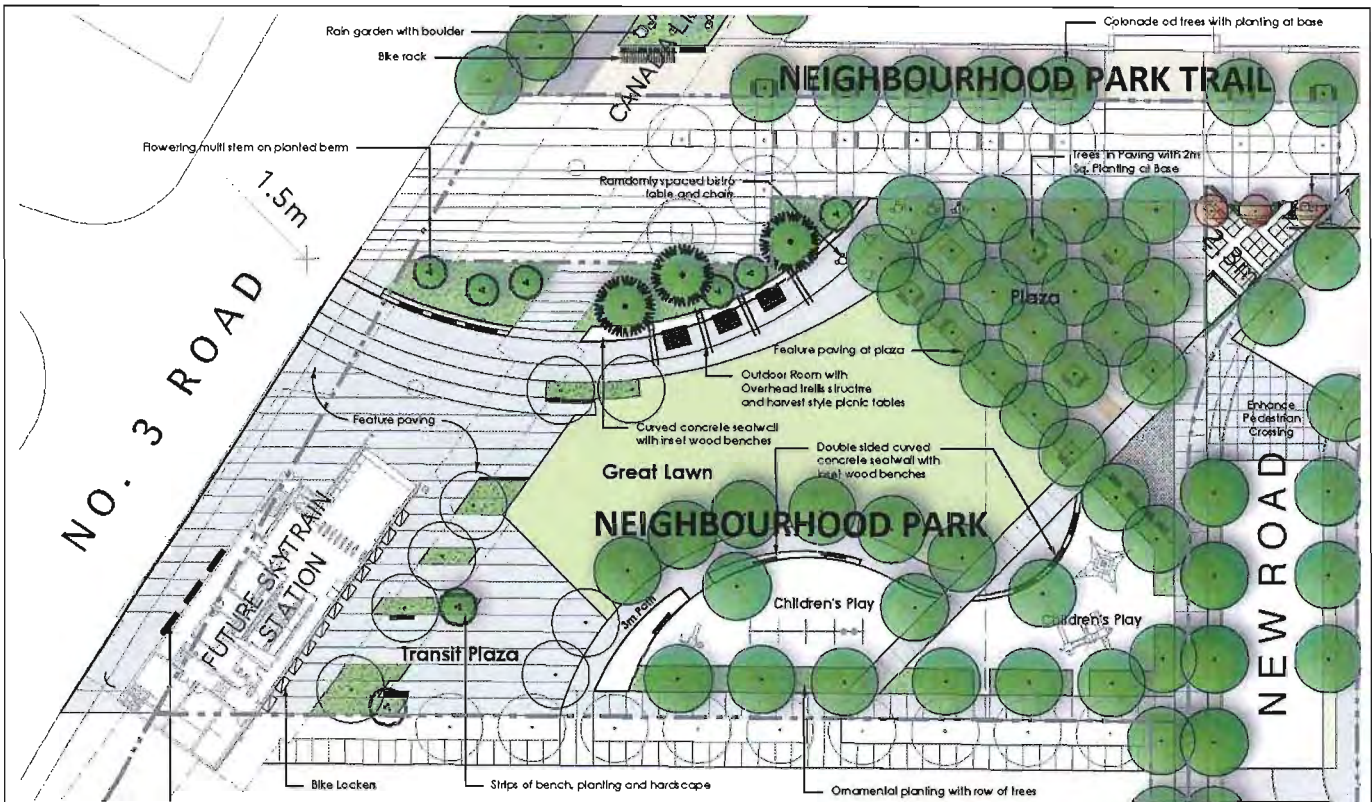 Rain garden with boulder
Bike rack
Colonade od trees with planting at base
NEIGHBOURHOOD PARK TRAIL
Flowering multi stem on planted berm
1.5m
Ramdomly spaced bistro
table and chair
Trees in Paving with 2m
Sq. Planting at Base
NO. 3 ROAD
Plaza
Feature paving at plaza
Outdoor Room with
Overhead trellis structure
and harvest style picnic tables
Enhance
Pedestrian
Crossing
Feature paving
Curved concrete seatwall
with inset wood benches
Double sided curved
concrete seatwall with
inset wood benches
Great Lawn
NEIGHBOURHOOD PARK
FUTURE SKYTRAIN
STATION
3m Path
Children's Play
Children's Play
Transit Plaza
NEW ROAD
Bike Lockers
Strips of bench, planting and hardscape
Ornamental planting with row of trees